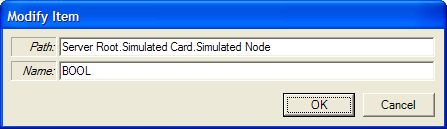 Modify Item
Path: Server Root.Simulated Card.Simulated Node
Name: BOOL
OK Cancel